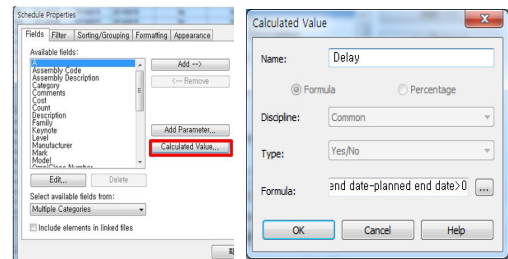 Schedule Properties
Fields Filter Sorting/Grouping Formatting Appearance
Available fields:
A
Assembly Code
Assembly Description
Category
Comments
Cost
Count
Description
Family
Keynote
Level
Manufacturer
Mark
Model
OmniClass Number
Add -->
<-- Remove
Add Parameter...
Calculated Value...
Edit... Delete
Select available fields from:
Multiple Categories
Include elements in linked files
Calculated Value
Name: Delay
Formula Percentage
Discipline: Common
Type: Yes/No
Formula: end date-planned end date>0 ...
OK Cancel Help